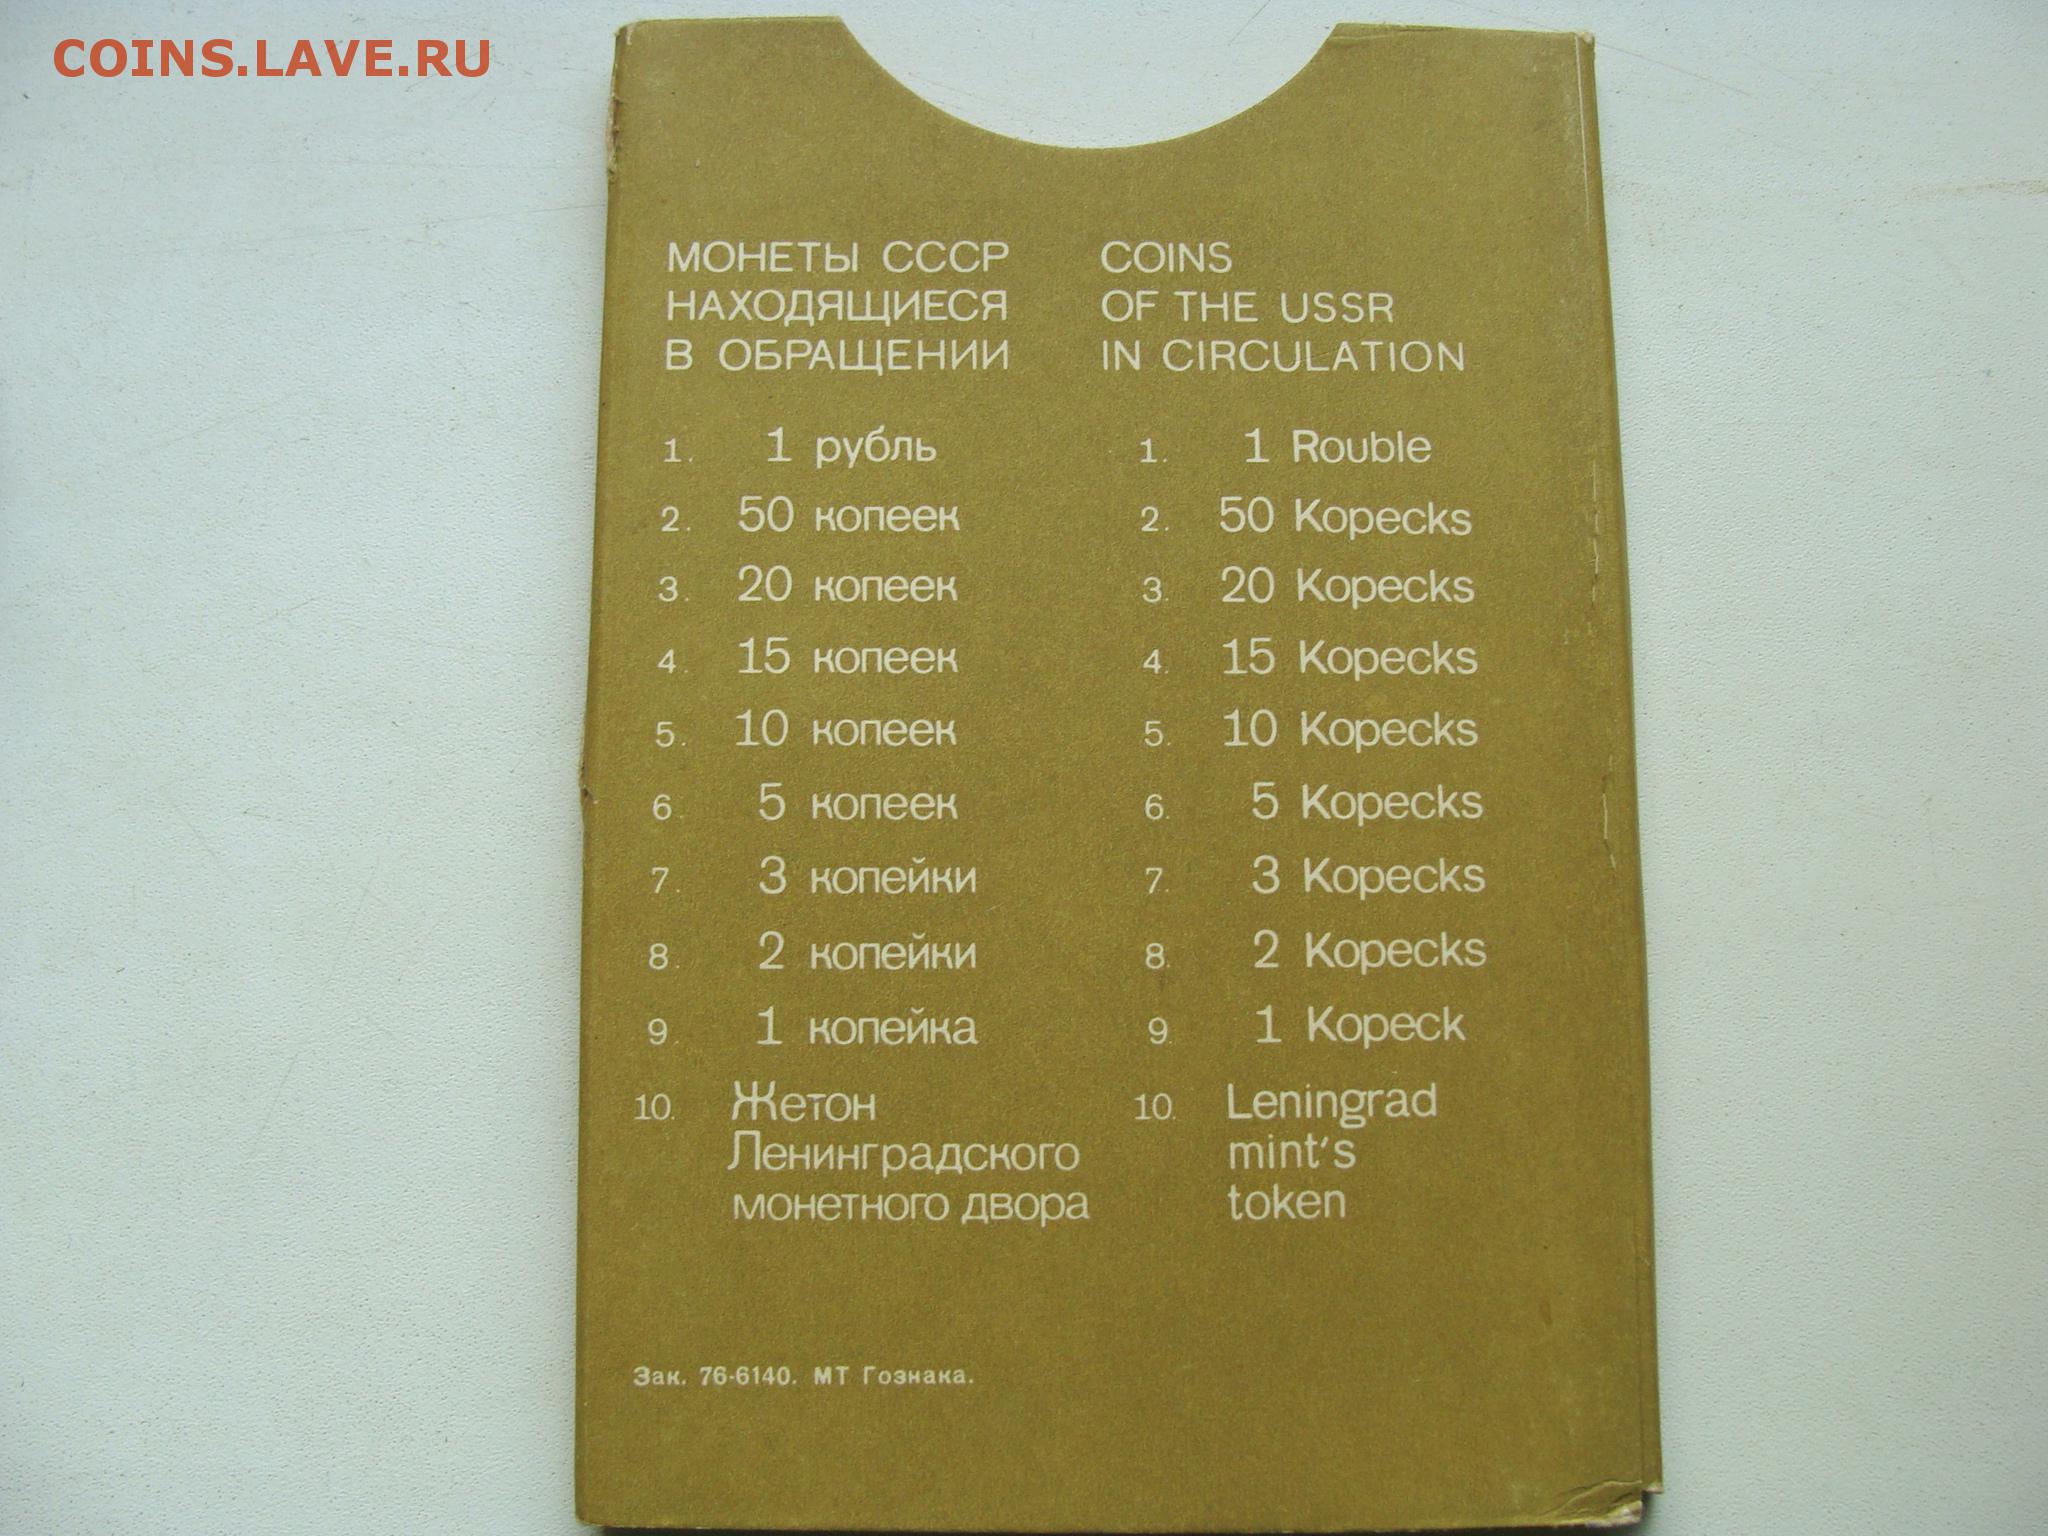 COINS.LAVE.RU
МОНЕТЫ СССР
НАХОДЯЩИЕСЯ
В ОБРАЩЕНИИ
1. 1 рубль
2. 50 копеек
3. 20 копеек
4. 15 копеек
5. 10 копеек
6. 5 копеек
7. 3 копейки
8. 2 копейки
9. 1 копейка
10. Жетон
Ленинградского
монетного двора
COINS
OF THE USSR
IN CIRCULATION
1. 1 Rouble
2. 50 Kopecks
3. 20 Kopecks
4. 15 Kopecks
5. 10 Kopecks
6. 5 Kopecks
7. 3 Kopecks
8. 2 Kopecks
9. 1 Kopeck
10. Leningrad
mint's
token
Зак. 76-6140. МТ Гознака.